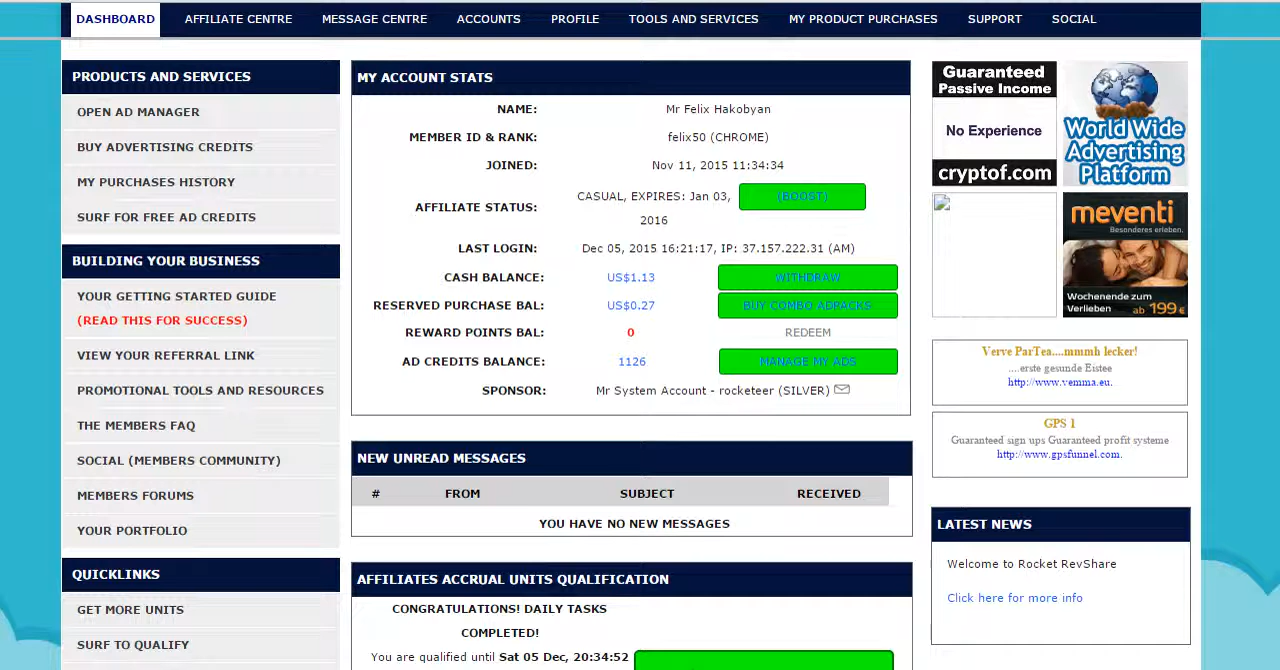 DASHBOARD AFFILIATE CENTRE MESSAGE CENTRE ACCOUNTS PROFILE TOOLS AND SERVICES MY PRODUCT PURCHASES SUPPORT SOCIAL
PRODUCTS AND SERVICES
OPEN AD MANAGER
BUY ADVERTISING CREDITS
MY PURCHASES HISTORY
SURF FOR FREE AD CREDITS
BUILDING YOUR BUSINESS
YOUR GETTING STARTED GUIDE
(READ THIS FOR SUCCESS)
VIEW YOUR REFERRAL LINK
PROMOTIONAL TOOLS AND RESOURCES
THE MEMBERS FAQ
SOCIAL (MEMBERS COMMUNITY)
MEMBERS FORUMS
YOUR PORTFOLIO
QUICKLINKS
GET MORE UNITS
SURF TO QUALIFY
MY ACCOUNT STATS
NAME: Mr Felix Hakobyan
MEMBER ID & RANK: felix50 (CHROME)
JOINED: Nov 11, 2015 11:34:34
AFFILIATE STATUS: CASUAL, EXPIRES: Jan 03, (BOOST)
2016
LAST LOGIN: Dec 05, 2015 16:21:17, IP: 37.157.222.31 (AM)
CASH BALANCE: US$1.13 WITHDRAW
RESERVED PURCHASE BAL: US$0.27 BUY COMBO ADPACKS
REWARD POINTS BAL: 0 REDEEM
AD CREDITS BALANCE: 1126 MANAGE MY ADS
SPONSOR: Mr System Account - rocketeer (SILVER)
NEW UNREAD MESSAGES
# FROM SUBJECT RECEIVED
YOU HAVE NO NEW MESSAGES
AFFILIATES ACCRUAL UNITS QUALIFICATION
CONGRATULATIONS! DAILY TASKS
COMPLETED!
You are qualified until Sat 05 Dec, 20:34:52
Guaranteed
Passive Income
No Experience
cryptof.com
World Wide
Advertising
Platform
meventi
Besonderes erleben.
Wochenende zum
Verlieben ab 199€
Verve ParTea....mmmh lecker!
....erste gesunde Eistee
http://www.vemma.eu.
GPS 1
Guaranteed sign ups Guaranteed profit systeme
http://www.gpsfunnel.com.
LATEST NEWS
Welcome to Rocket RevShare
Click here for more info